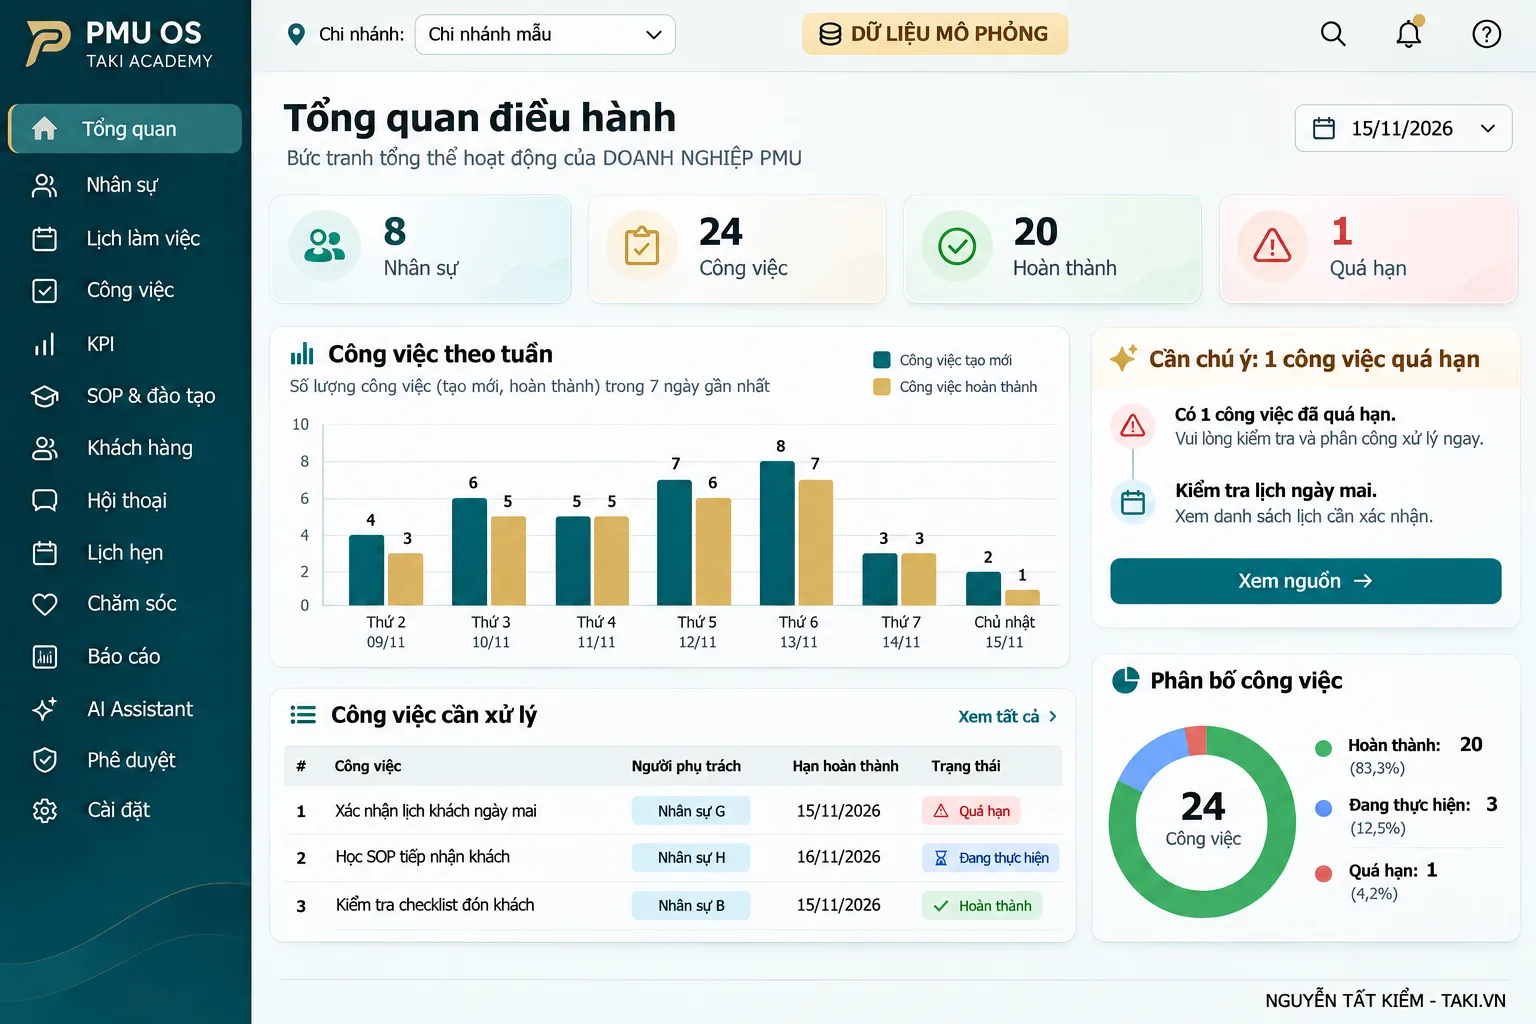 PMU OS
TAKI ACADEMY
Tổng quan
Nhân sự
Lịch làm việc
Công việc
KPI
SOP & đào tạo
Khách hàng
Hội thoại
Lịch hẹn
Chăm sóc
Báo cáo
AI Assistant
Phê duyệt
Cài đặt
Chi nhánh: Chi nhánh mẫu
DỮ LIỆU MÔ PHỎNG
Tổng quan điều hành
Bức tranh tổng thể hoạt động của DOANH NGHIỆP PMU
15/11/2026
8
Nhân sự
24
Công việc
20
Hoàn thành
1
Quá hạn
Công việc theo tuần
Số lượng công việc (tạo mới, hoàn thành) trong 7 ngày gần nhất
Công việc tạo mới
Công việc hoàn thành
10
8
6
4
2
0
4 3
6 5
5 5
7 6
8 7
3 3
2 1
Thứ 2 Thứ 3 Thứ 4 Thứ 5 Thứ 6 Thứ 7 Chủ nhật
09/11 10/11 11/11 12/11 13/11 14/11 15/11
Cần chú ý: 1 công việc quá hạn
Có 1 công việc đã quá hạn.
Vui lòng kiểm tra và phân công xử lý ngay.
Kiểm tra lịch ngày mai.
Xem danh sách lịch cần xác nhận.
Xem nguồn →
Công việc cần xử lý
Xem tất cả >
# Công việc Người phụ trách Hạn hoàn thành Trạng thái
1 Xác nhận lịch khách ngày mai Nhân sự G 15/11/2026 Quá hạn
2 Học SOP tiếp nhận khách Nhân sự H 16/11/2026 Đang thực hiện
3 Kiểm tra checklist đón khách Nhân sự B 15/11/2026 Hoàn thành
Phân bố công việc
24
Công việc
Hoàn thành: 20
(83,3%)
Đang thực hiện: 3
(12,5%)
Quá hạn: 1
(4,2%)
NGUYỄN TẤT KIỂM - TAKI.VN